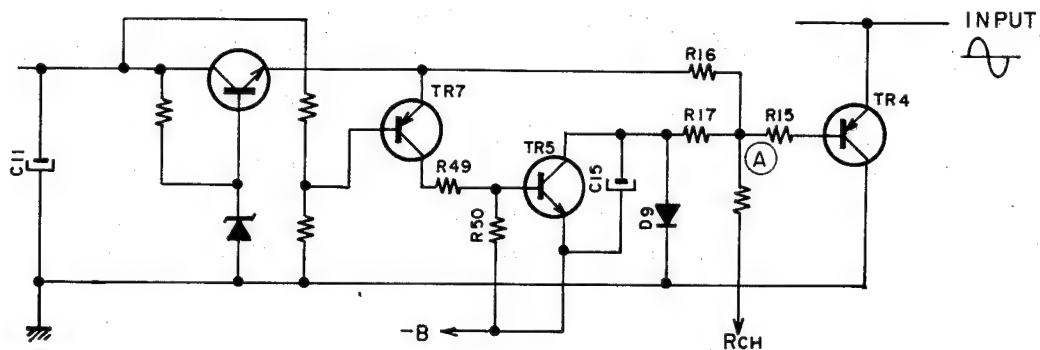 INPUT
R16
TR7
R17
R15
TR4
TR5
A
C11
R49
C15
R50
D9
-B
RCH